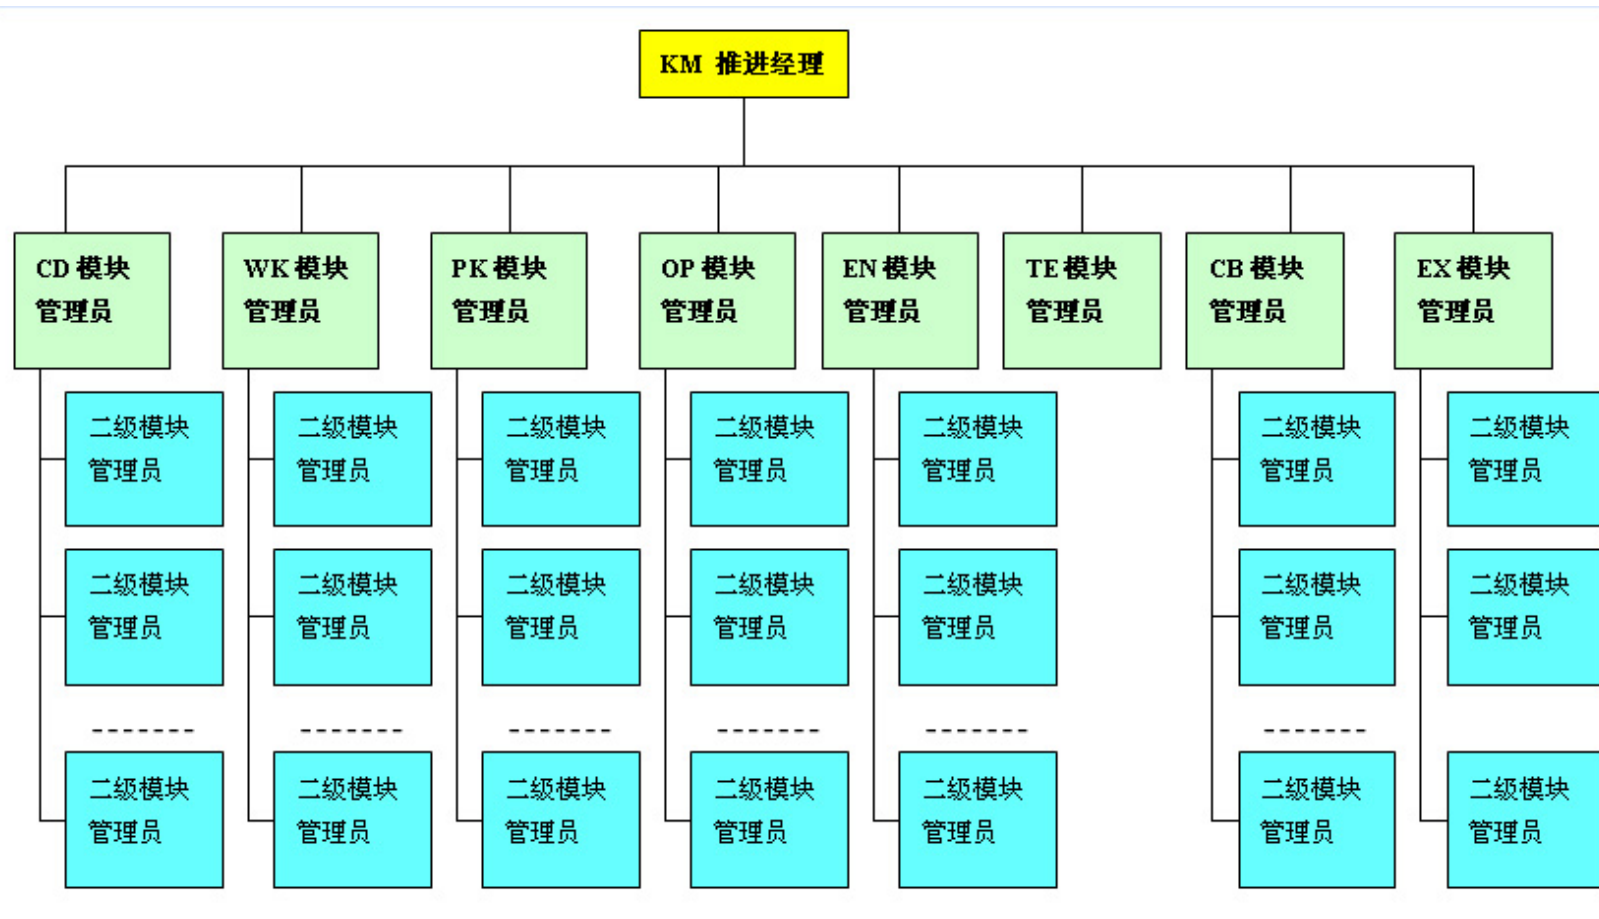 KM 推进经理
CD 模块
管理员
WK 模块
管理员
PK 模块
管理员
OP 模块
管理员
EN 模块
管理员
TE 模块
管理员
CB 模块
管理员
EX 模块
管理员
二级模块
管理员
二级模块
管理员
二级模块
管理员
二级模块
管理员
二级模块
管理员
二级模块
管理员
二级模块
管理员
二级模块
管理员
二级模块
管理员
二级模块
管理员
二级模块
管理员
二级模块
管理员
二级模块
管理员
二级模块
管理员
-------
-------
-------
-------
-------
-------
二级模块
管理员
二级模块
管理员
二级模块
管理员
二级模块
管理员
二级模块
管理员
二级模块
管理员
二级模块
管理员